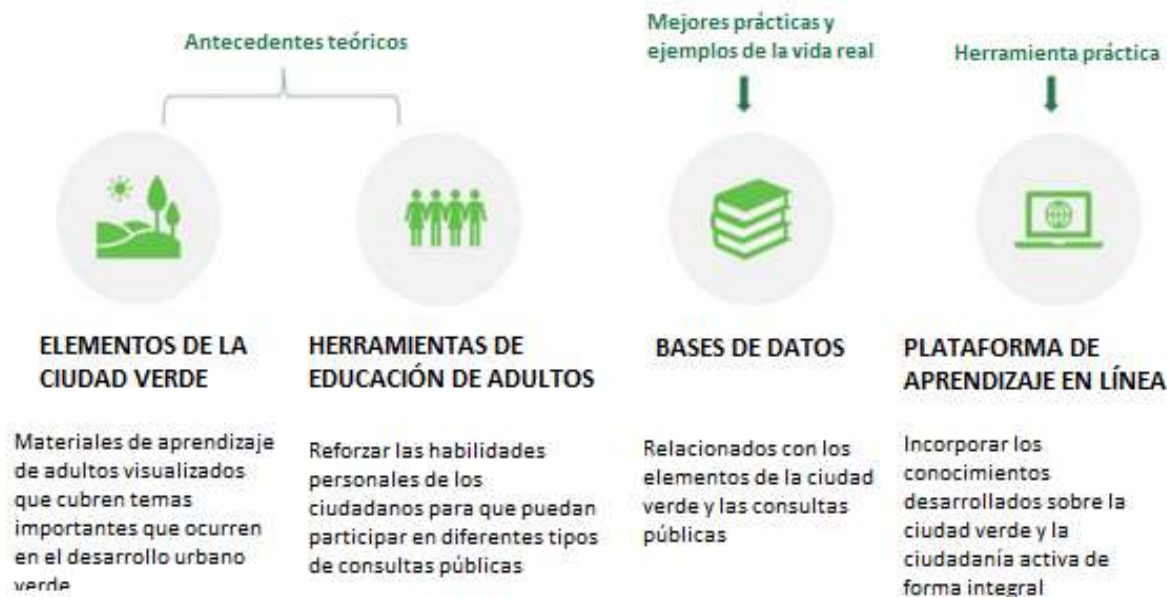 Antecedentes teóricos
Mejores prácticas y
ejemplos de la vida real
Herramienta práctica
ELEMENTOS DE LA
CIUDAD VERDE
Materiales de aprendizaje
de adultos visualizados
que cubren temas
importantes que ocurren
en el desarrollo urbano
verde
HERRAMIENTAS DE
EDUCACIÓN DE ADULTOS
Reforzar las habilidades
personales de los
ciudadanos para que puedan
participar en diferentes tipos
de consultas públicas
BASES DE DATOS
Relacionados con los
elementos de la ciudad
verde y las consultas
públicas
PLATAFORMA DE
APRENDIZAJE EN LÍNEA
Incorporar los
conocimientos
desarrollados sobre la
ciudad verde y la
ciudadanía activa de
forma integral